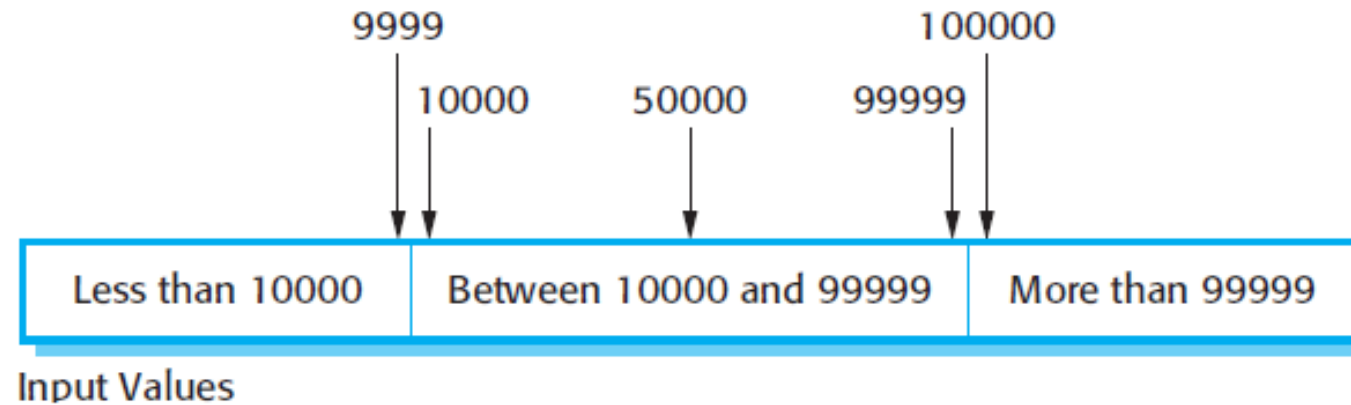 9999 100000
10000 50000 99999
Less than 10000 Between 10000 and 99999 More than 99999
Input Values